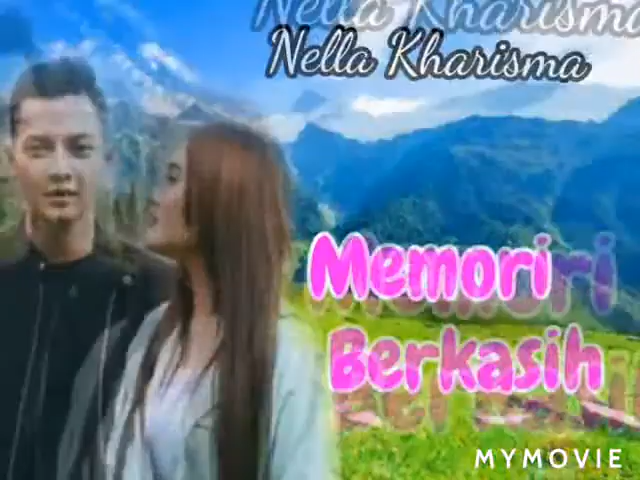 Nella Kharisma
Nella Kharisma
Memori
Berkasih
MYMOVIE